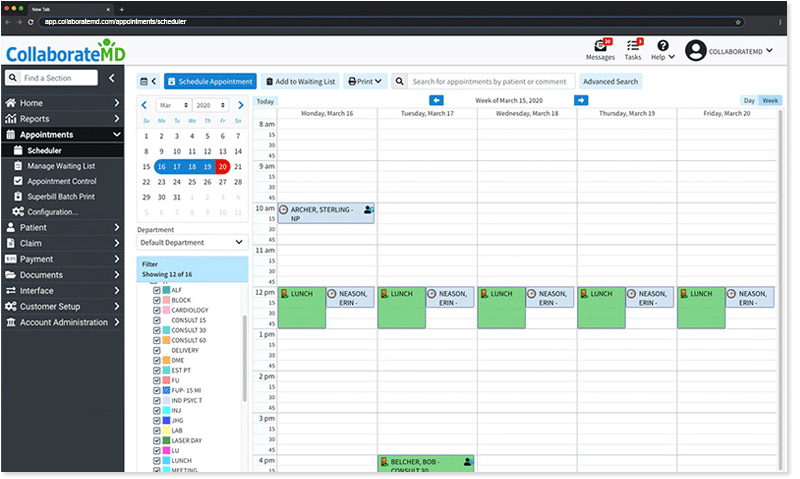 New Tab
app.collaboratemd.com/appointments/scheduler
CollaborateMD
Messages
Tasks
Help
COLLABORATEMD
Find a Section
Schedule Appointment
Add to Waiting List
Print
Search for appointments by patient or comment
Advanced Search
Home
Reports
Appointments
Scheduler
Manage Waiting List
Appointment Control
Superbill Batch Print
Configuration...
Patient
Claim
Payment
Documents
Interface
Customer Setup
Account Administration
Mar 2020
Su Mo Tu We Th Fr Sa
1 2 3 4 5 6 7
8 9 10 11 12 13 14
15 16 17 18 19 20 21
22 23 24 25 26 27 28
29 30 31 1 2 3 4
5 6 7 8 9 10 11
Department
Default Department
Filter
Showing 12 of 16
ALF
BLOCK
CARDIOLOGY
CONSULT 15
CONSULT 30
CONSULT 60
DELIVERY
DME
EST PT
FU
FUP- 15 MI
IND PSYC T
INJ
JHG
LAB
LASER DAY
LU
LUNCH
MEETING
Today
Week of March 15, 2020
Day Week
Monday, March 16 Tuesday, March 17 Wednesday, March 18 Thursday, March 19 Friday, March 20
8 am
15
30
45
9 am
15
30
45
10 am
ARCHER, STERLING -
15
NP
30
45
11 am
15
30
45
12 pm
LUNCH NEASON, LUNCH NEASON, LUNCH NEASON, LUNCH NEASON, LUNCH NEASON,
15
ERIN - ERIN - ERIN - ERIN - ERIN -
30
45
1 pm
15
30
45
2 pm
15
30
45
3 pm
15
30
45
4 pm
BELCHER, BOB -
CONSULT 30